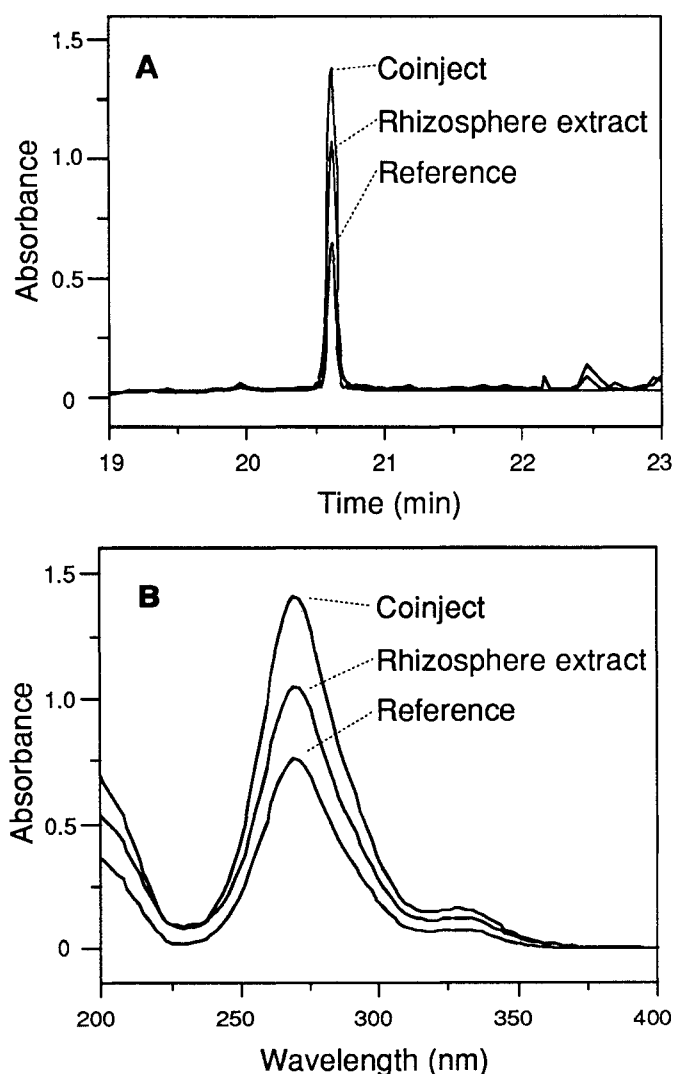 A
Absorbance
1.5
1.0
0.5
0
Coinject
Rhizosphere extract
Reference
19 20 21 22 23
Time (min)
B
Absorbance
1.5
1.0
0.5
0
Coinject
Rhizosphere extract
Reference
200 250 300 350 400
Wavelength (nm)